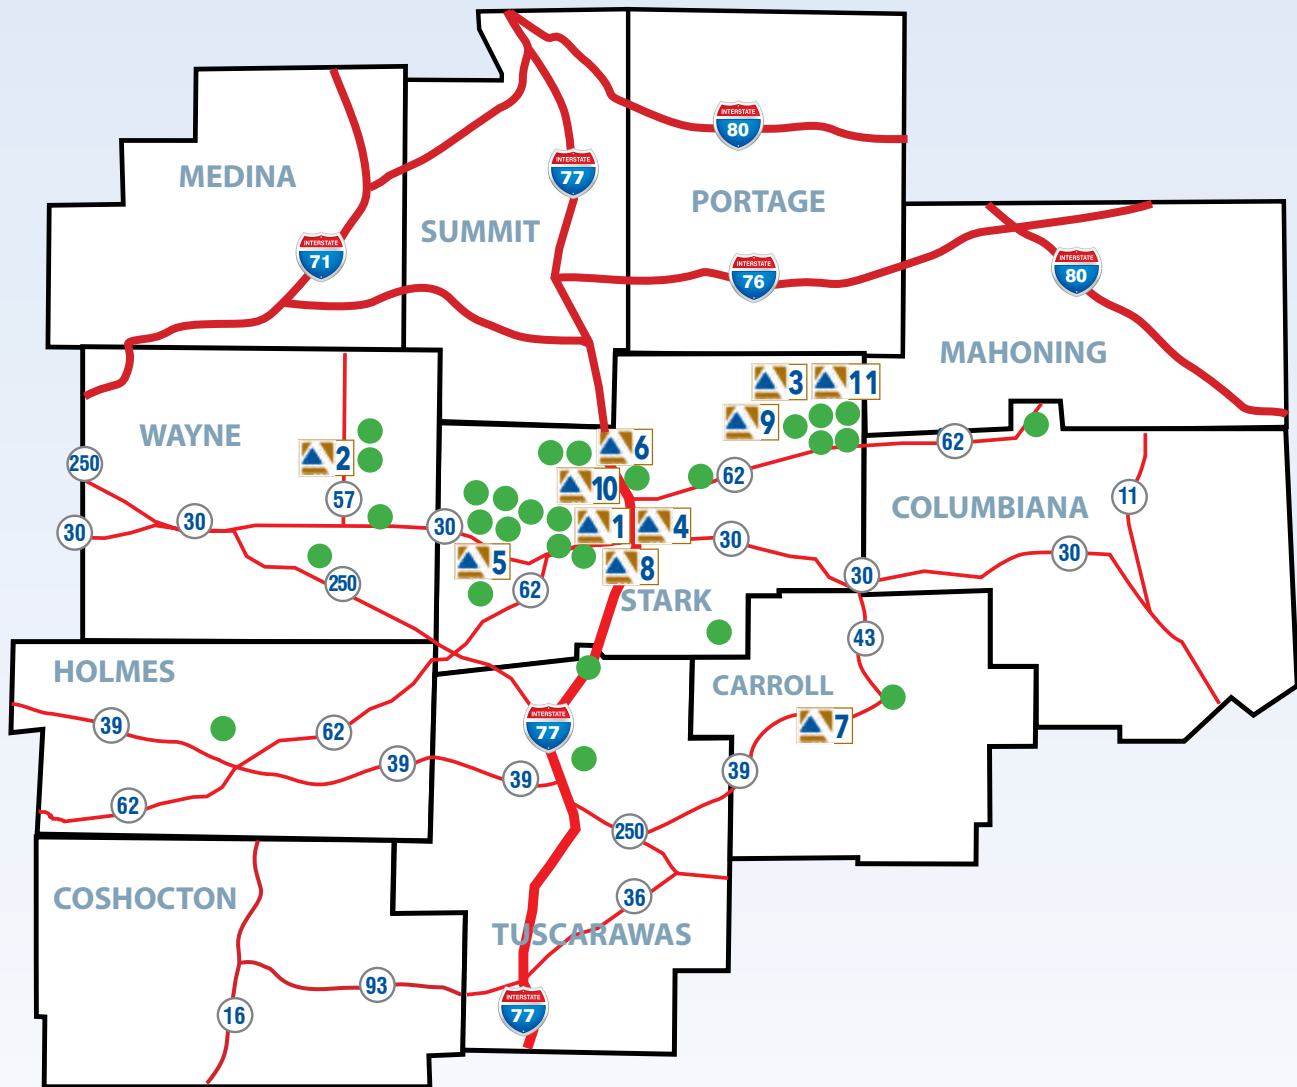 INTERSTATE
80
INTERSTATE
77
MEDINA
PORTAGE
SUMMIT
INTERSTATE
71
INTERSTATE
76
INTERSTATE
80
MAHONING
3
11
9
WAYNE
6
62
250
2
62
10
57
11
COLUMBIANA
30
30
30
1
4
30
30
5
8
30
250
62
STARK
43
HOLMES
CARROLL
39
62
INTERSTATE
77
7
39
39
39
62
250
36
COSHOCTON
TUSCARAWAS
93
INTERSTATE
77
16